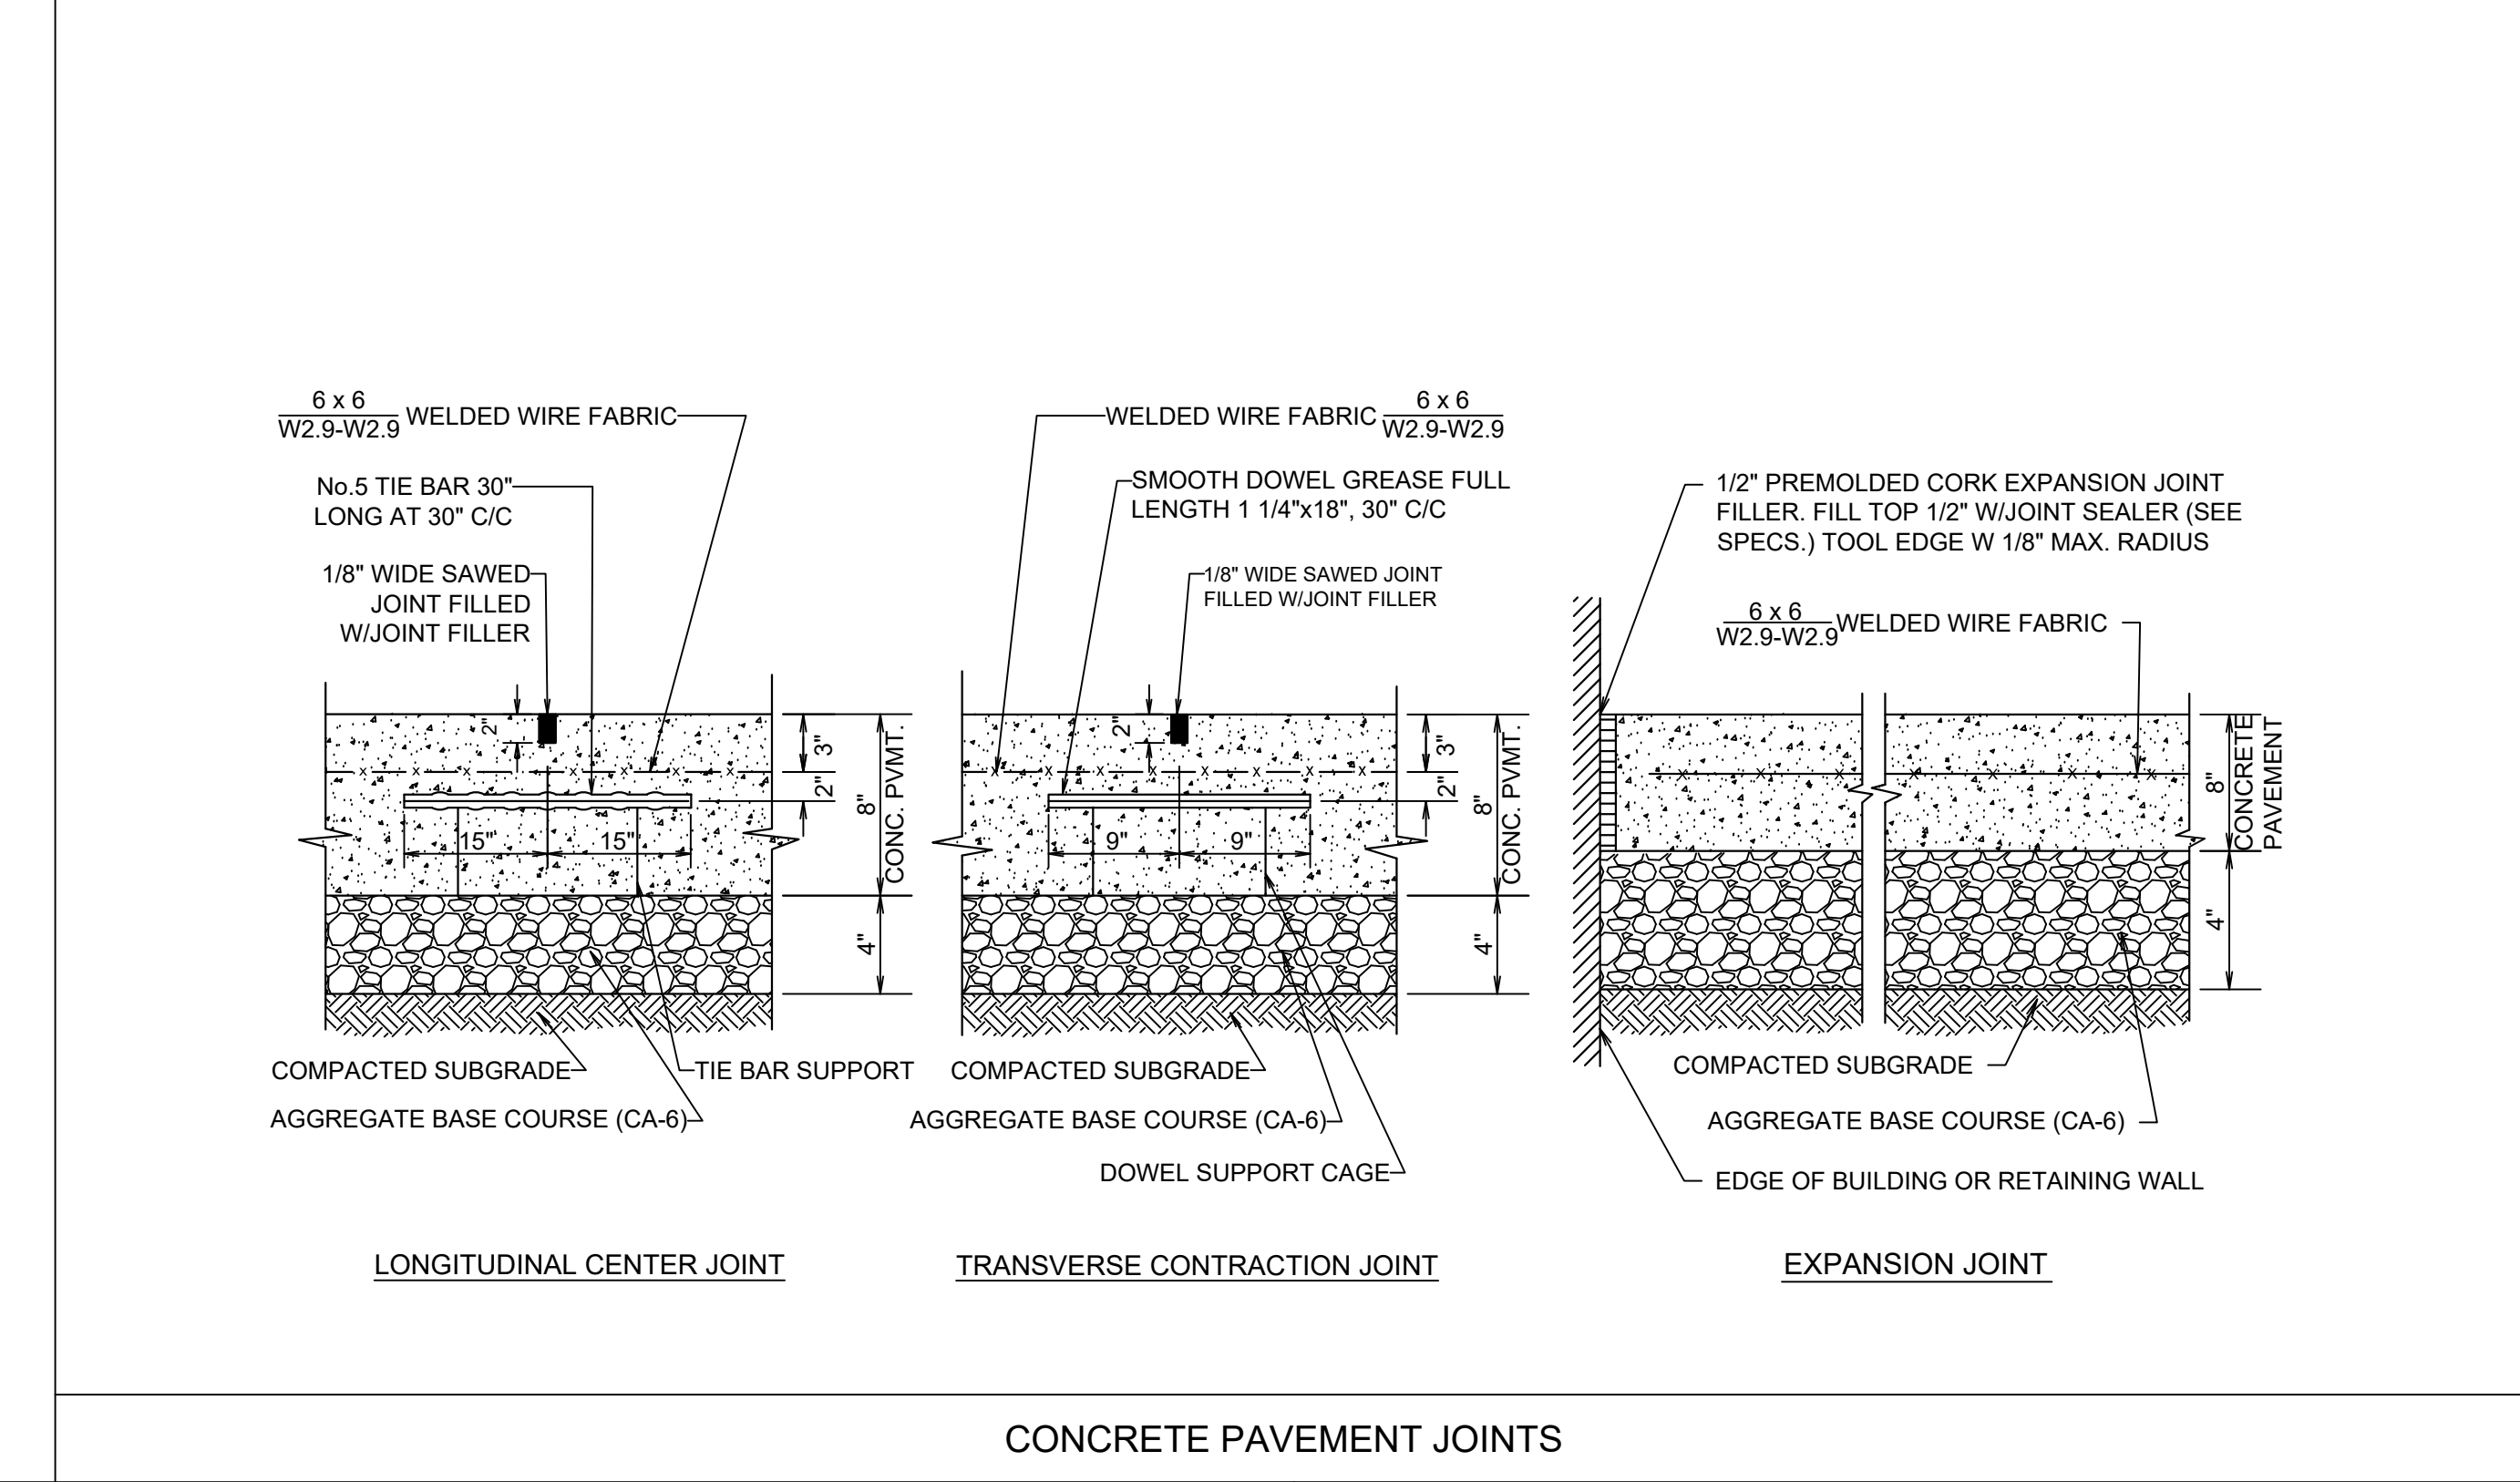 6 x 6
W2.9-W2.9 WELDED WIRE FABRIC
No.5 TIE BAR 30"
LONG AT 30" C/C
1/8" WIDE SAWED
JOINT FILLED
W/JOINT FILLER
2"
3"
2"
8"
CONC. PVMT.
15"
15"
4"
COMPACTED SUBGRADE
TIE BAR SUPPORT
AGGREGATE BASE COURSE (CA-6)
LONGITUDINAL CENTER JOINT
WELDED WIRE FABRIC 6 x 6
W2.9-W2.9
SMOOTH DOWEL GREASE FULL
LENGTH 1 1/4"x18", 30" C/C
1/8" WIDE SAWED JOINT
FILLED W/JOINT FILLER
2"
3"
2"
8"
CONC. PVMT.
9"
9"
4"
COMPACTED SUBGRADE
AGGREGATE BASE COURSE (CA-6)
DOWEL SUPPORT CAGE
TRANSVERSE CONTRACTION JOINT
1/2" PREMOLDED CORK EXPANSION JOINT
FILLER. FILL TOP 1/2" W/JOINT SEALER (SEE
SPECS.) TOOL EDGE W 1/8" MAX. RADIUS
6 x 6
W2.9-W2.9 WELDED WIRE FABRIC
8"
CONCRETE
PAVEMENT
4"
COMPACTED SUBGRADE
AGGREGATE BASE COURSE (CA-6)
EDGE OF BUILDING OR RETAINING WALL
EXPANSION JOINT
CONCRETE PAVEMENT JOINTS